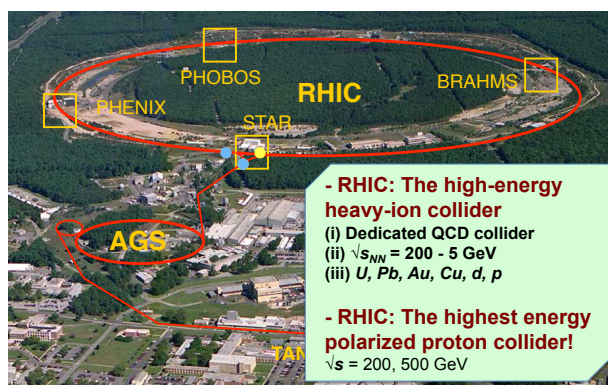 PHOBOS
BRAHMS
RHIC
PHENIX
STAR
AGS
TAN
- RHIC: The high-energy
heavy-ion collider
(i) Dedicated QCD collider
(ii) √sNN = 200 - 5 GeV
(iii) U, Pb, Au, Cu, d, p
- RHIC: The highest energy
polarized proton collider!
√s = 200, 500 GeV